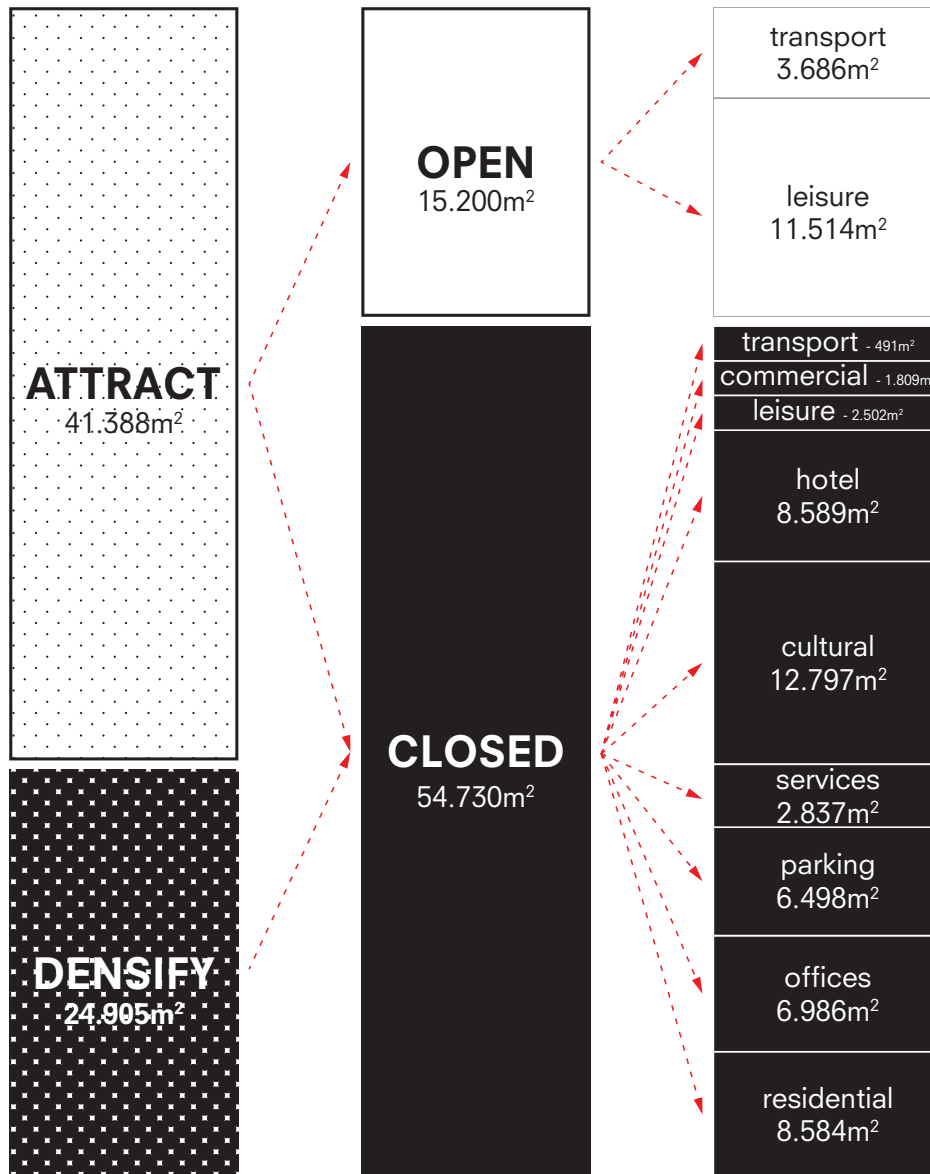 ATTRACT
41.388m²
DENSIFY
24.905m²
OPEN
15.200m²
CLOSED
54.730m²
transport
3.686m²
leisure
11.514m²
transport - 491m²
commercial - 1.809m
leisure - 2.502m²
hotel
8.589m²
cultural
12.797m²
services
2.837m²
parking
6.498m²
offices
6.986m²
residential
8.584m²